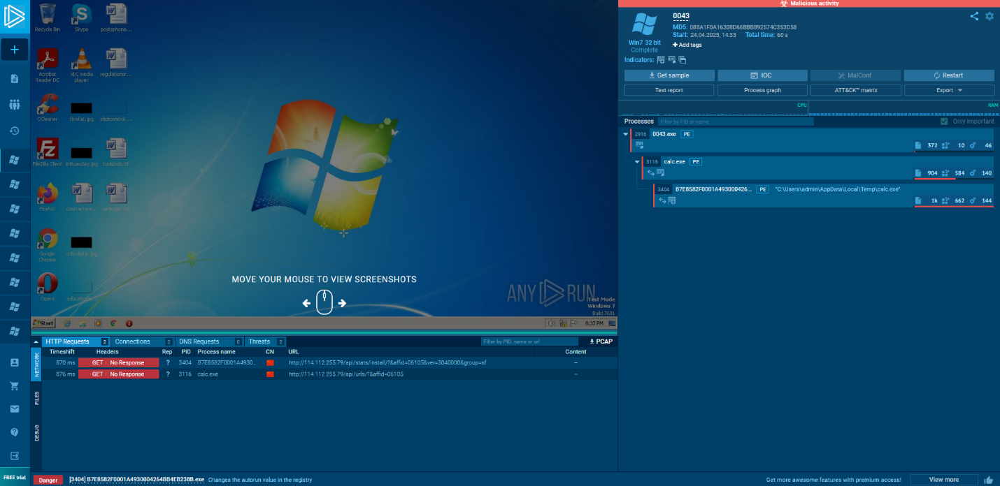 Malicious activity
0043
MD5: 088A1F0A16308D66BBB892574C353D58
Start: 24.04.2023, 14:33 Total time: 60 s
Win7 32 bit
Complete
Add tags
Indicators:
Get sample IOC MalConf Restart
Text report Process graph ATT&CK™ matrix Export
CPU RAM
Processes Filter by PID or name Only important
2916 0043.exe PE
372 10 46
3116 calc.exe PE
904 584 140
3404 B7E8582F0001A4930000426... PE "C:\Users\admin\AppData\Local\Temp\calc.exe"
1k 662 144
Recycle Bin Skype postsphone...
Acrobat Reader DC VLC media player regulationsr...
CCleaner firmfat.jpg shotcontrol....
FileZilla Client inttuesday.jpg
Firefox
Google Chrome criticalphp.jpg
Opera educational...
MOVE YOUR MOUSE TO VIEW SCREENSHOTS
ANY RUN
Test Mode
Windows 7
Build 7601
Start 8:33 PM
HTTP Requests 2 Connections 2 DNS Requests 0 Threats 2 Filter by PID, name or url PCAP
NETWORK
FILES
DEBUG
Timeshift Headers Rep PID Process name CN URL Content
870 ms GET No Response ? 3404 B7E8582F0001A4930... http://114.112.255.79/api/stats/install/?&affid=06105&ver=3040000&group=sf –
876 ms GET No Response ? 3116 calc.exe http://114.112.255.79/api/urls/?&affid=06105 –
FREE trial
Danger [3404] B7E8582F0001A4930004264BB4EB238B.exe Changes the autorun value in the registry
Get more awesome features with premium access! View more